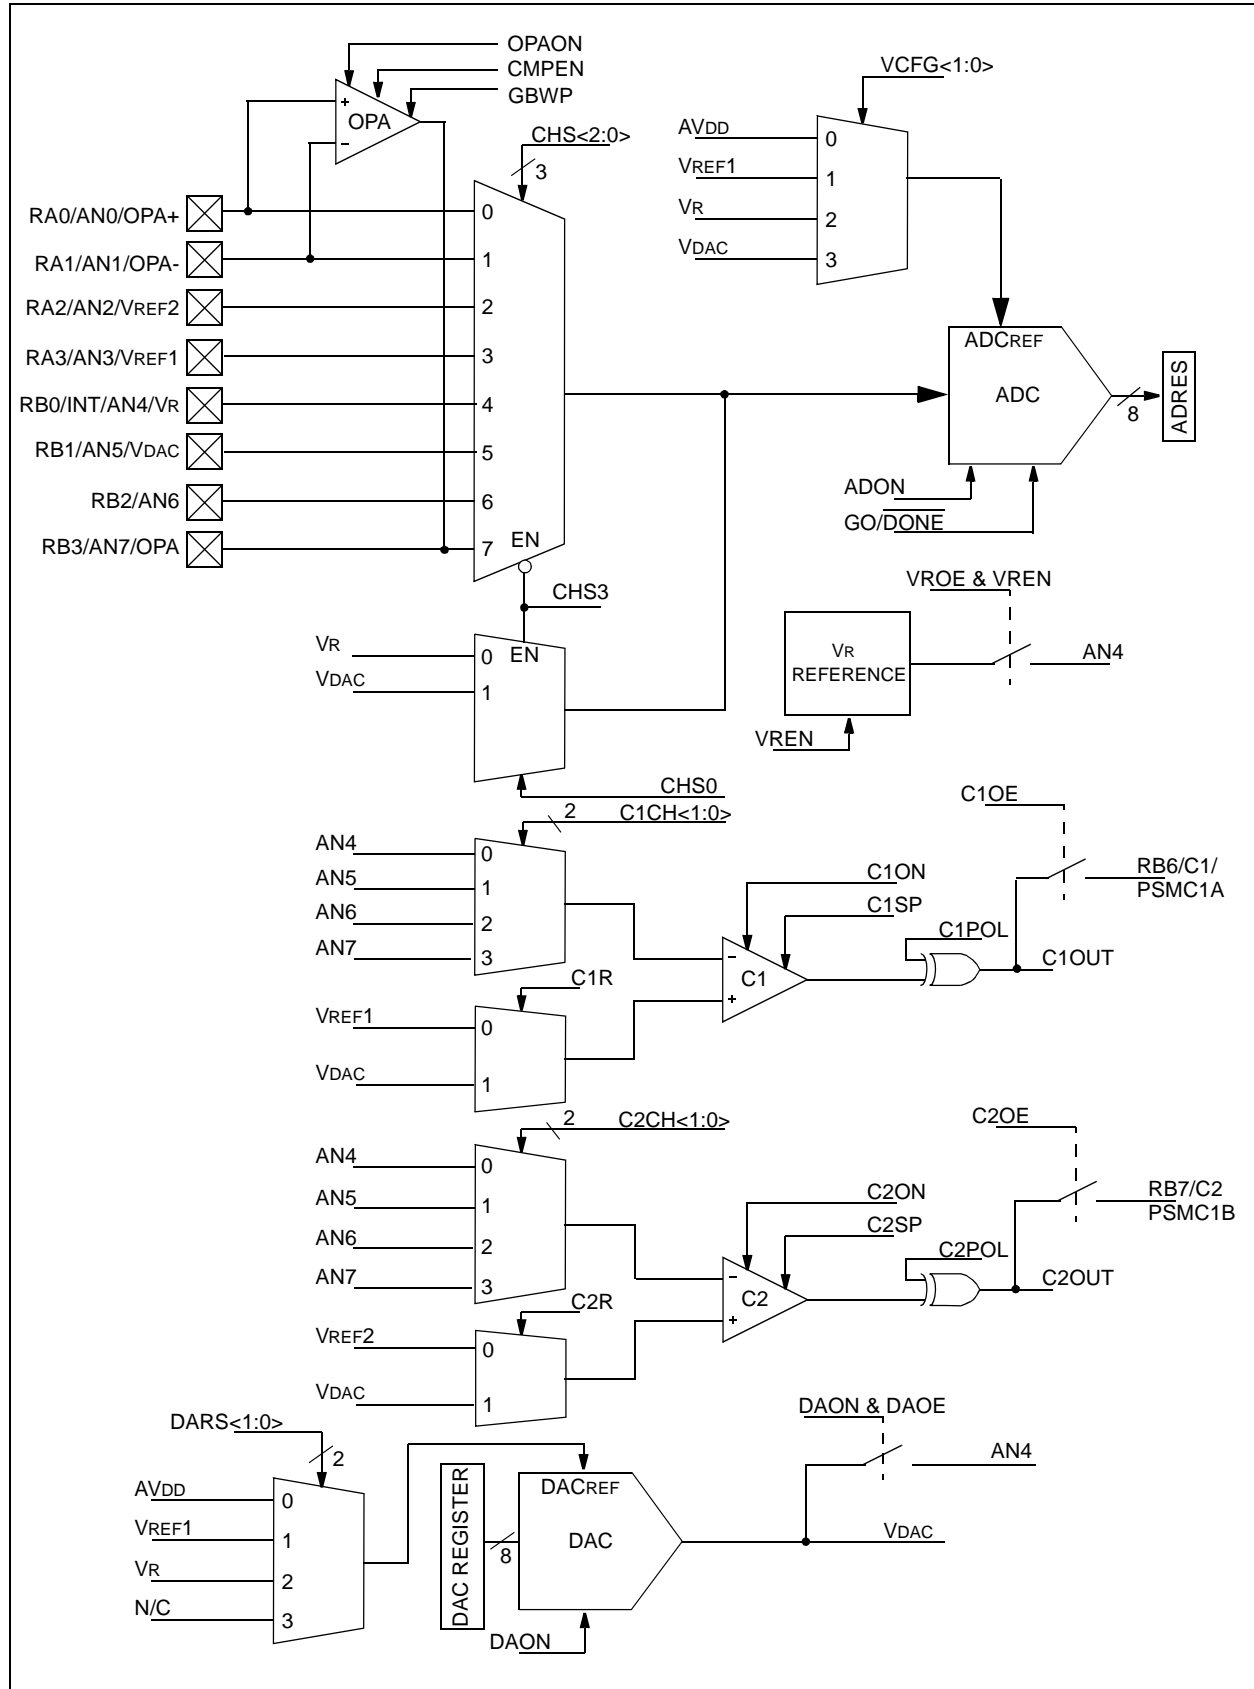 OPAON
CMPEN
GBWP
+
OPA
−
VCFG<1:0>
AVDD
0
VREF1
1
VR
2
VDAC
3
CHS<2:0>
3
RA0/AN0/OPA+
0
RA1/AN1/OPA-
1
RA2/AN2/VREF2
2
RA3/AN3/VREF1
3
RB0/INT/AN4/VR
4
RB1/AN5/VDAC
5
RB2/AN6
6
RB3/AN7/OPA
7
EN
ADCREF
ADC
8
ADRES
ADON
GO/DONE
CHS3
VR
0
EN
VDAC
1
CHS0
VROE & VREN
VR
REFERENCE
AN4
VREN
2
C1CH<1:0>
AN4
0
AN5
1
AN6
2
AN7
3
C1R
VREF1
0
VDAC
1
C1ON
C1SP
−
C1
+
C1POL
C1OUT
C1OE
RB6/C1/
PSMC1A
2
C2CH<1:0>
AN4
0
AN5
1
AN6
2
AN7
3
C2R
VREF2
0
VDAC
1
C2ON
C2SP
−
C2
+
C2POL
C2OUT
C2OE
RB7/C2
PSMC1B
DARS<1:0>
2
AVDD
0
VREF1
1
VR
2
N/C
3
DAC REGISTER
8
DACREF
DAC
DAON
DAON & DAOE
AN4
VDAC